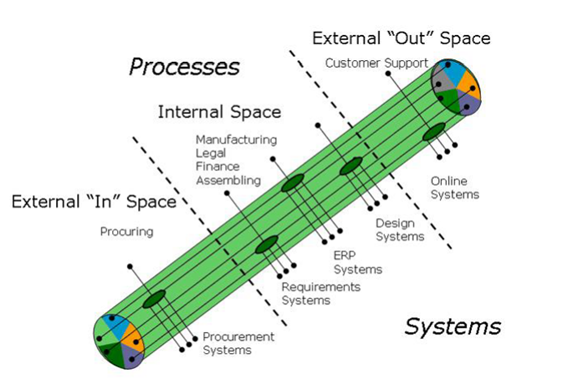 External “Out” Space
Processes
Customer Support
Internal Space
Manufacturing
Legal
Finance
Assembling
External “In” Space
Procuring
Online
Systems
Design
Systems
ERP
Systems
Requirements
Systems
Procurement
Systems
Systems